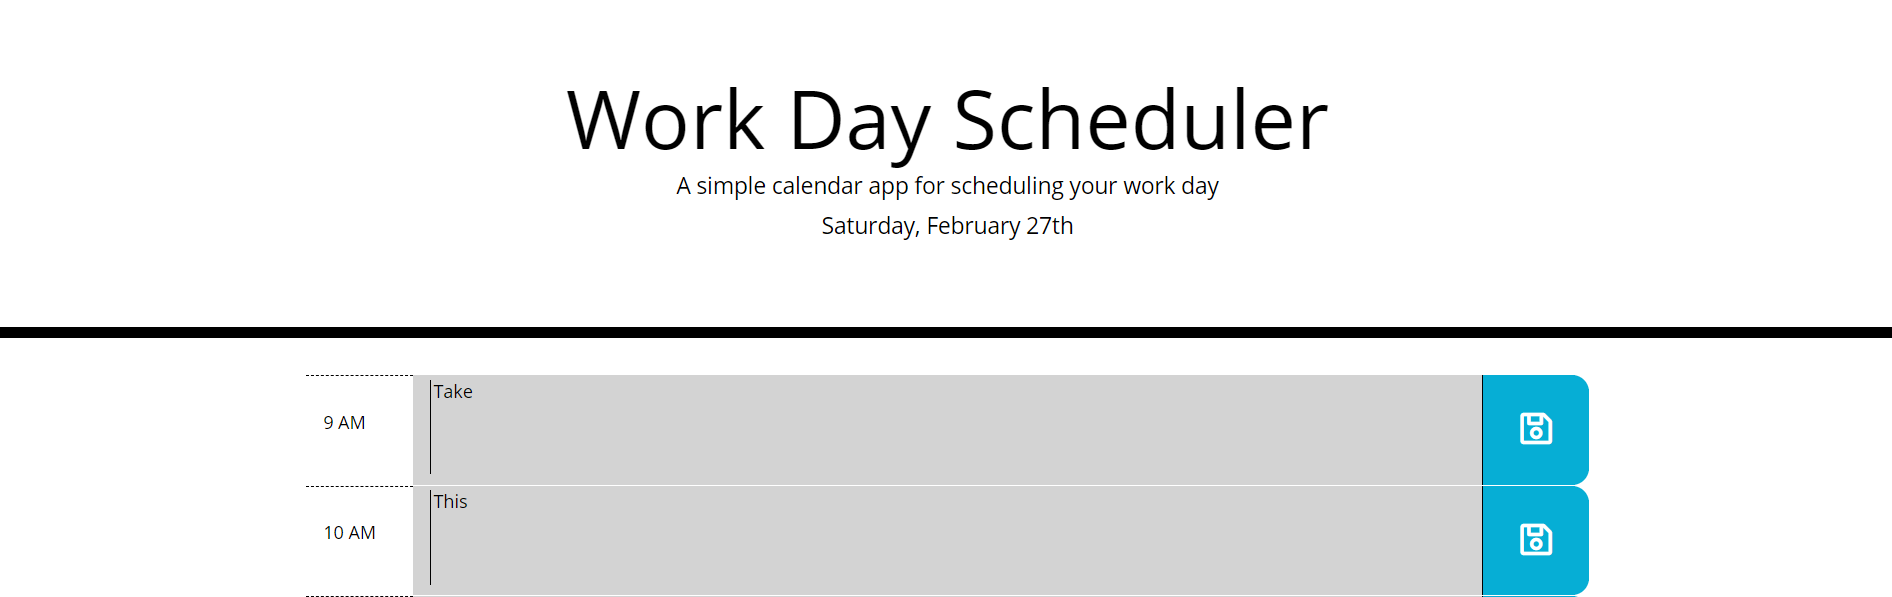 Work Day Scheduler
A simple calendar app for scheduling your work day
Saturday, February 27th
9 AM
Take
10 AM
This